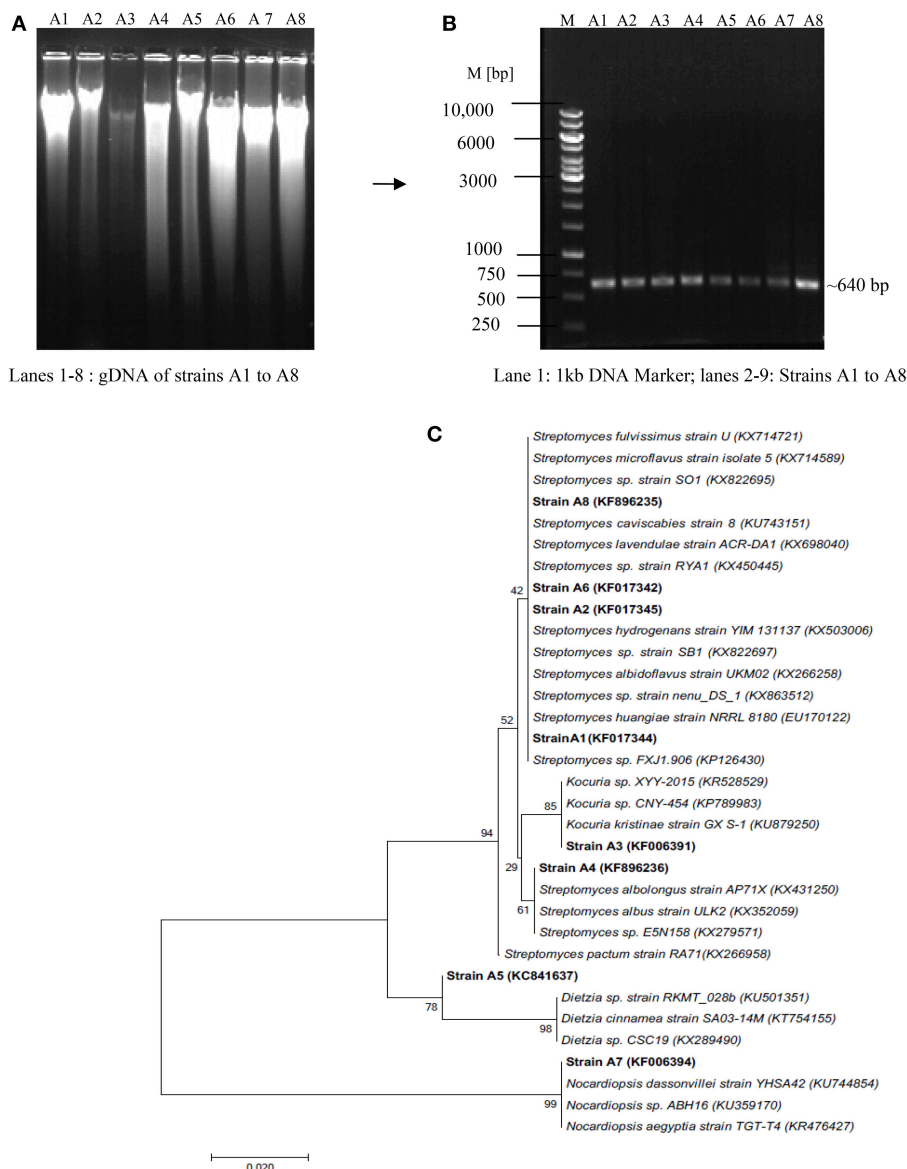 A
A1 A2 A3 A4 A5 A6 A 7 A8
Lanes 1-8 : gDNA of strains A1 to A8
B
M A1 A2 A3 A4 A5 A6 A7 A8
M [bp]
10,000
6000
3000
1000
750
500
250
~640 bp
Lane 1: 1kb DNA Marker; lanes 2-9: Strains A1 to A8
C
Streptomyces fulvissimus strain U (KX714721)
Streptomyces microflavus strain isolate 5 (KX714589)
Streptomyces sp. strain SO1 (KX822695)
Strain A8 (KF896235)
Streptomyces caviscabies strain 8 (KU743151)
Streptomyces lavendulae strain ACR-DA1 (KX698040)
Streptomyces sp. strain RYA1 (KX450445)
42
Strain A6 (KF017342)
Strain A2 (KF017345)
Streptomyces hydrogenans strain YIM 131137 (KX503006)
Streptomyces sp. strain SB1 (KX822697)
Streptomyces albidoflavus strain UKM02 (KX266258)
Streptomyces sp. strain nenu_DS_1 (KX863512)
Streptomyces huangiae strain NRRL 8180 (EU170122)
52
StrainA1 (KF017344)
Streptomyces sp. FXJ1.906 (KP126430)
Kocuria sp. XYY-2015 (KR528529)
Kocuria sp. CNY-454 (KP789983)
85
Kocuria kristinae strain GX S-1 (KU879250)
94
Strain A3 (KF006391)
29
Strain A4 (KF896236)
Streptomyces albolongus strain AP71X (KX431250)
61
Streptomyces albus strain ULK2 (KX352059)
Streptomyces sp. E5N158 (KX279571)
Streptomyces pactum strain RA71(KX266958)
Strain A5 (KC841637)
Dietzia sp. strain RKMT_028b (KU501351)
78
Dietzia cinnamea strain SA03-14M (KT754155)
98
Dietzia sp. CSC19 (KX289490)
Strain A7 (KF006394)
Nocardiopsis dassonvillei strain YHSA42 (KU744854)
99
Nocardiopsis sp. ABH16 (KU359170)
Nocardiopsis aegyptia strain TGT-T4 (KR476427)
0.020